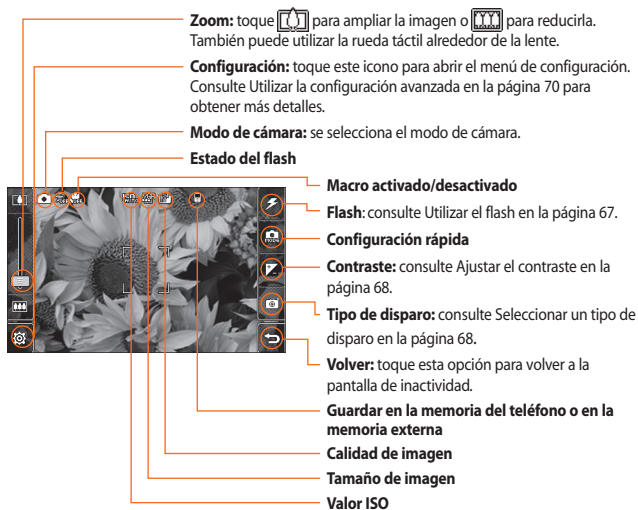 Zoom: toque para ampliar la imagen o para reducirla.
También puede utilizar la rueda táctil alrededor de la lente.
Configuración: toque este icono para abrir el menú de configuración.
Consulte Utilizar la configuración avanzada en la página 70 para
obtener más detalles.
Modo de cámara: se selecciona el modo de cámara.
Estado del flash
Macro activado/desactivado
Flash: consulte Utilizar el flash en la página 67.
Configuración rápida
Contraste: consulte Ajustar el contraste en la
página 68.
Tipo de disparo: consulte Seleccionar un tipo de
disparo en la página 68.
Volver: toque esta opción para volver a la
pantalla de inactividad.
Guardar en la memoria del teléfono o en la
memoria externa
Calidad de imagen
Tamaño de imagen
Valor ISO
OFF
OFF
MODE